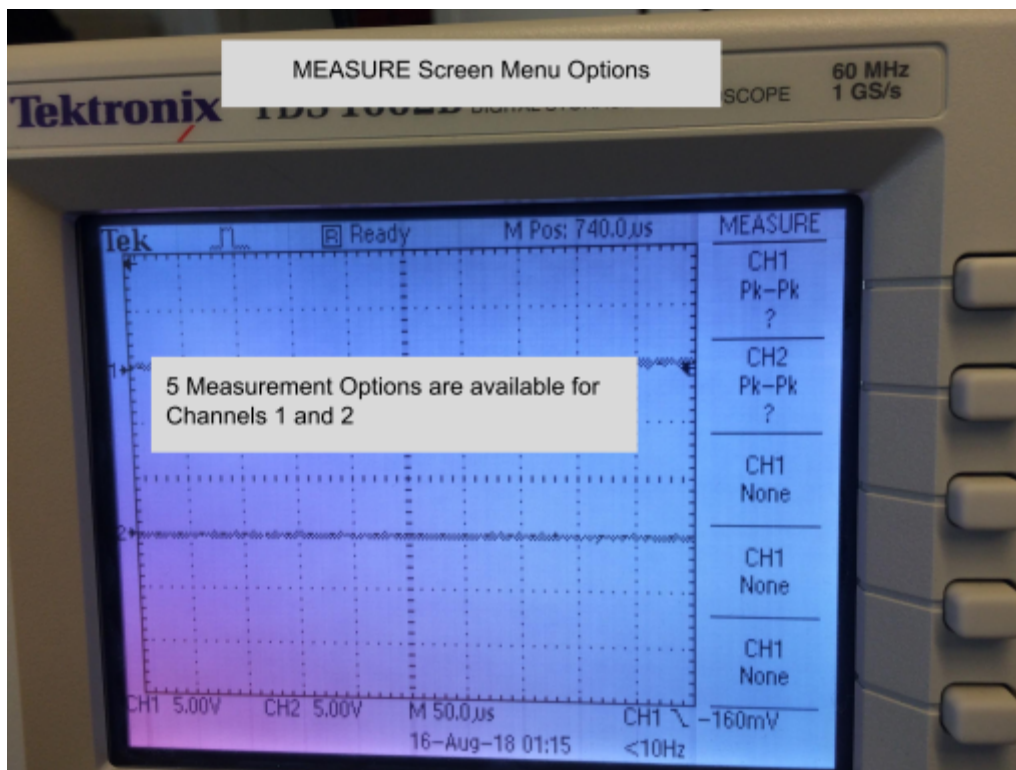 MEASURE Screen Menu Options
60 MHz
1 GS/s
Tektronix
SCOPE
Tek
R Ready
M Pos: 740.0µs
MEASURE
CH1
Pk-Pk
?
1
5 Measurement Options are available for
Channels 1 and 2
CH2
Pk-Pk
?
CH1
None
2
CH1
None
CH1
None
CH1 5.00V
CH2 5.00V
M 50.0µs
CH1
-160mV
16-Aug-18 01:15
<10Hz